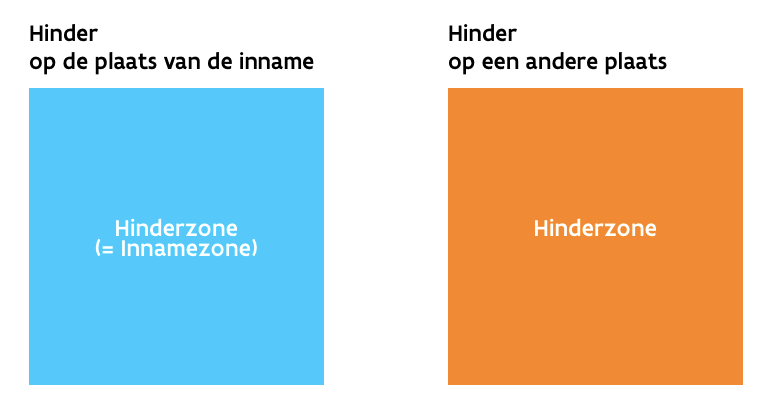 Hinder
op de plaats van de inname
Hinderzone
(= Innamezone)
Hinder
op een andere plaats
Hinderzone